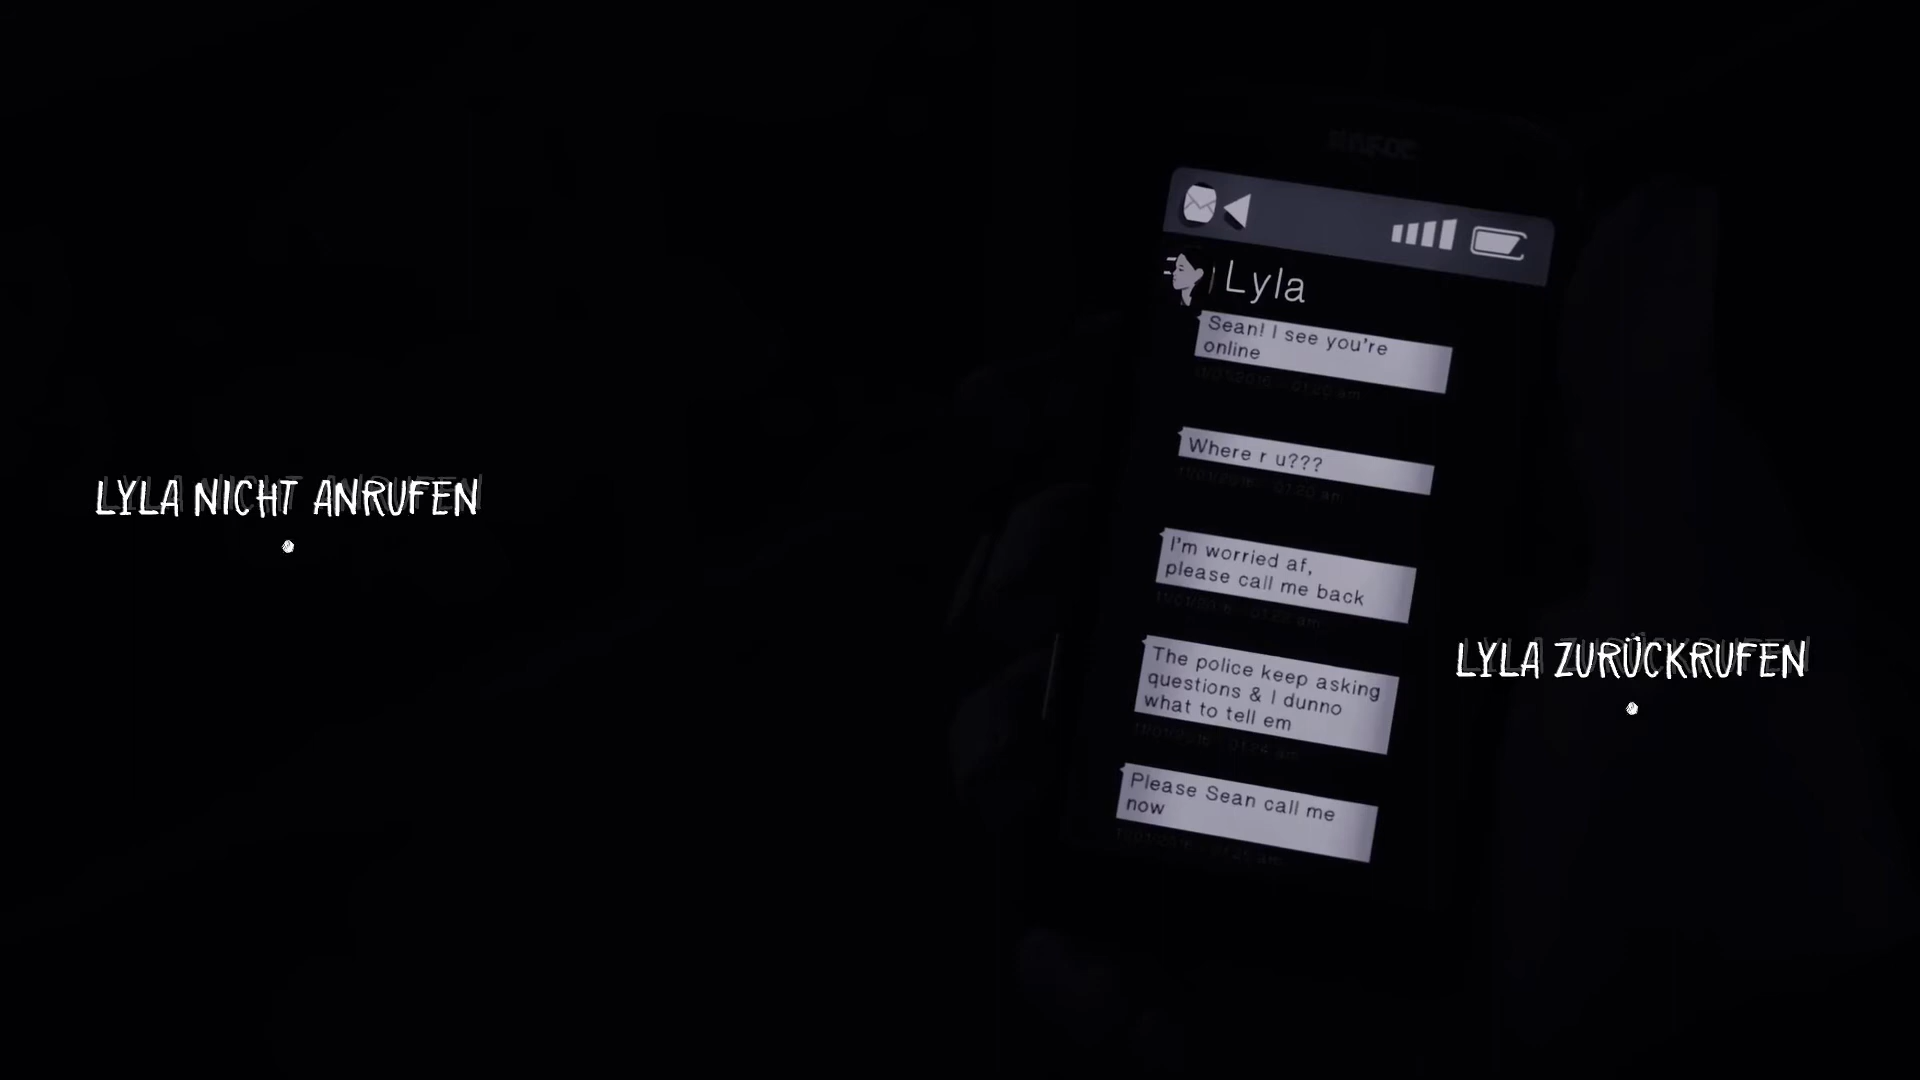 Lyla
Sean! I see you're
online
Where r u???
LYLA NICHT ANRUFEN
I'm worried af,
please call me back
The police keep asking
questions & I dunno
what to tell em
LYLA ZURÜCKRUFEN
Please Sean call me
now